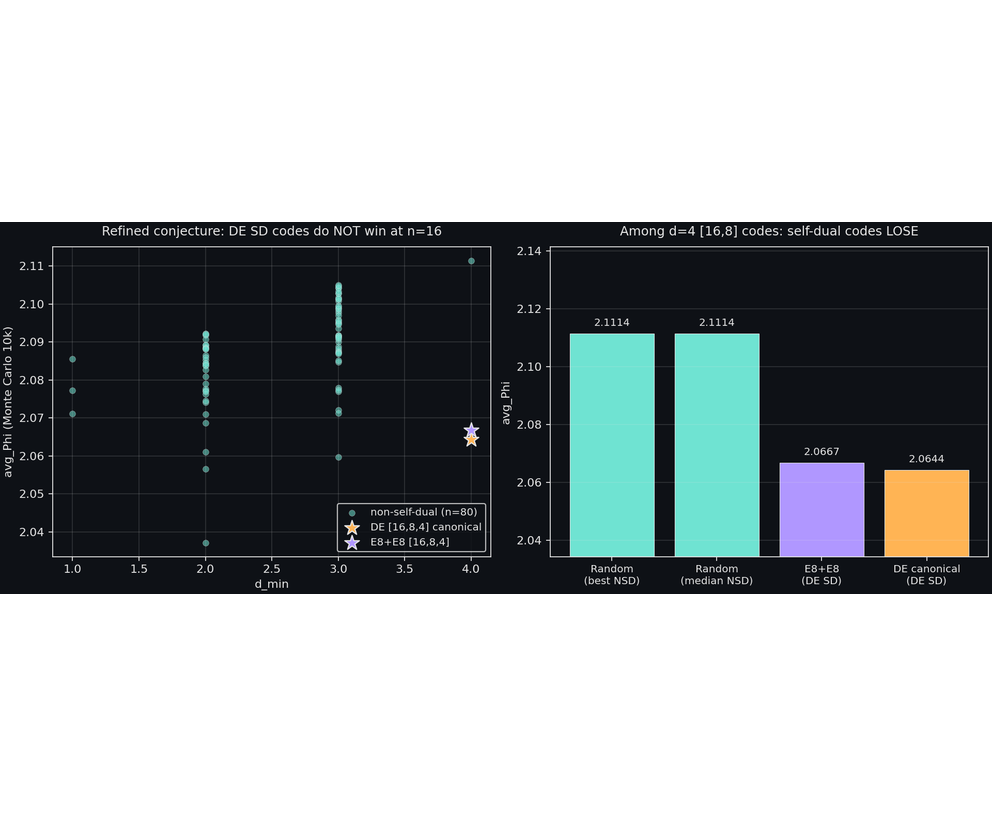 Refined conjecture: DE SD codes do NOT win at n=16
avg_Phi (Monte Carlo 10k)
2.11
2.10
2.09
2.08
2.07
2.06
2.05
2.04
1.0
1.5
2.0
2.5
3.0
3.5
4.0
d_min
non-self-dual (n=80)
DE [16,8,4] canonical
E8+E8 [16,8,4]
Among d=4 [16,8] codes: self-dual codes LOSE
avg_Phi
2.14
2.12
2.10
2.08
2.06
2.04
2.1114
2.1114
2.0667
2.0644
Random
(best NSD)
Random
(median NSD)
E8+E8
(DE SD)
DE canonical
(DE SD)